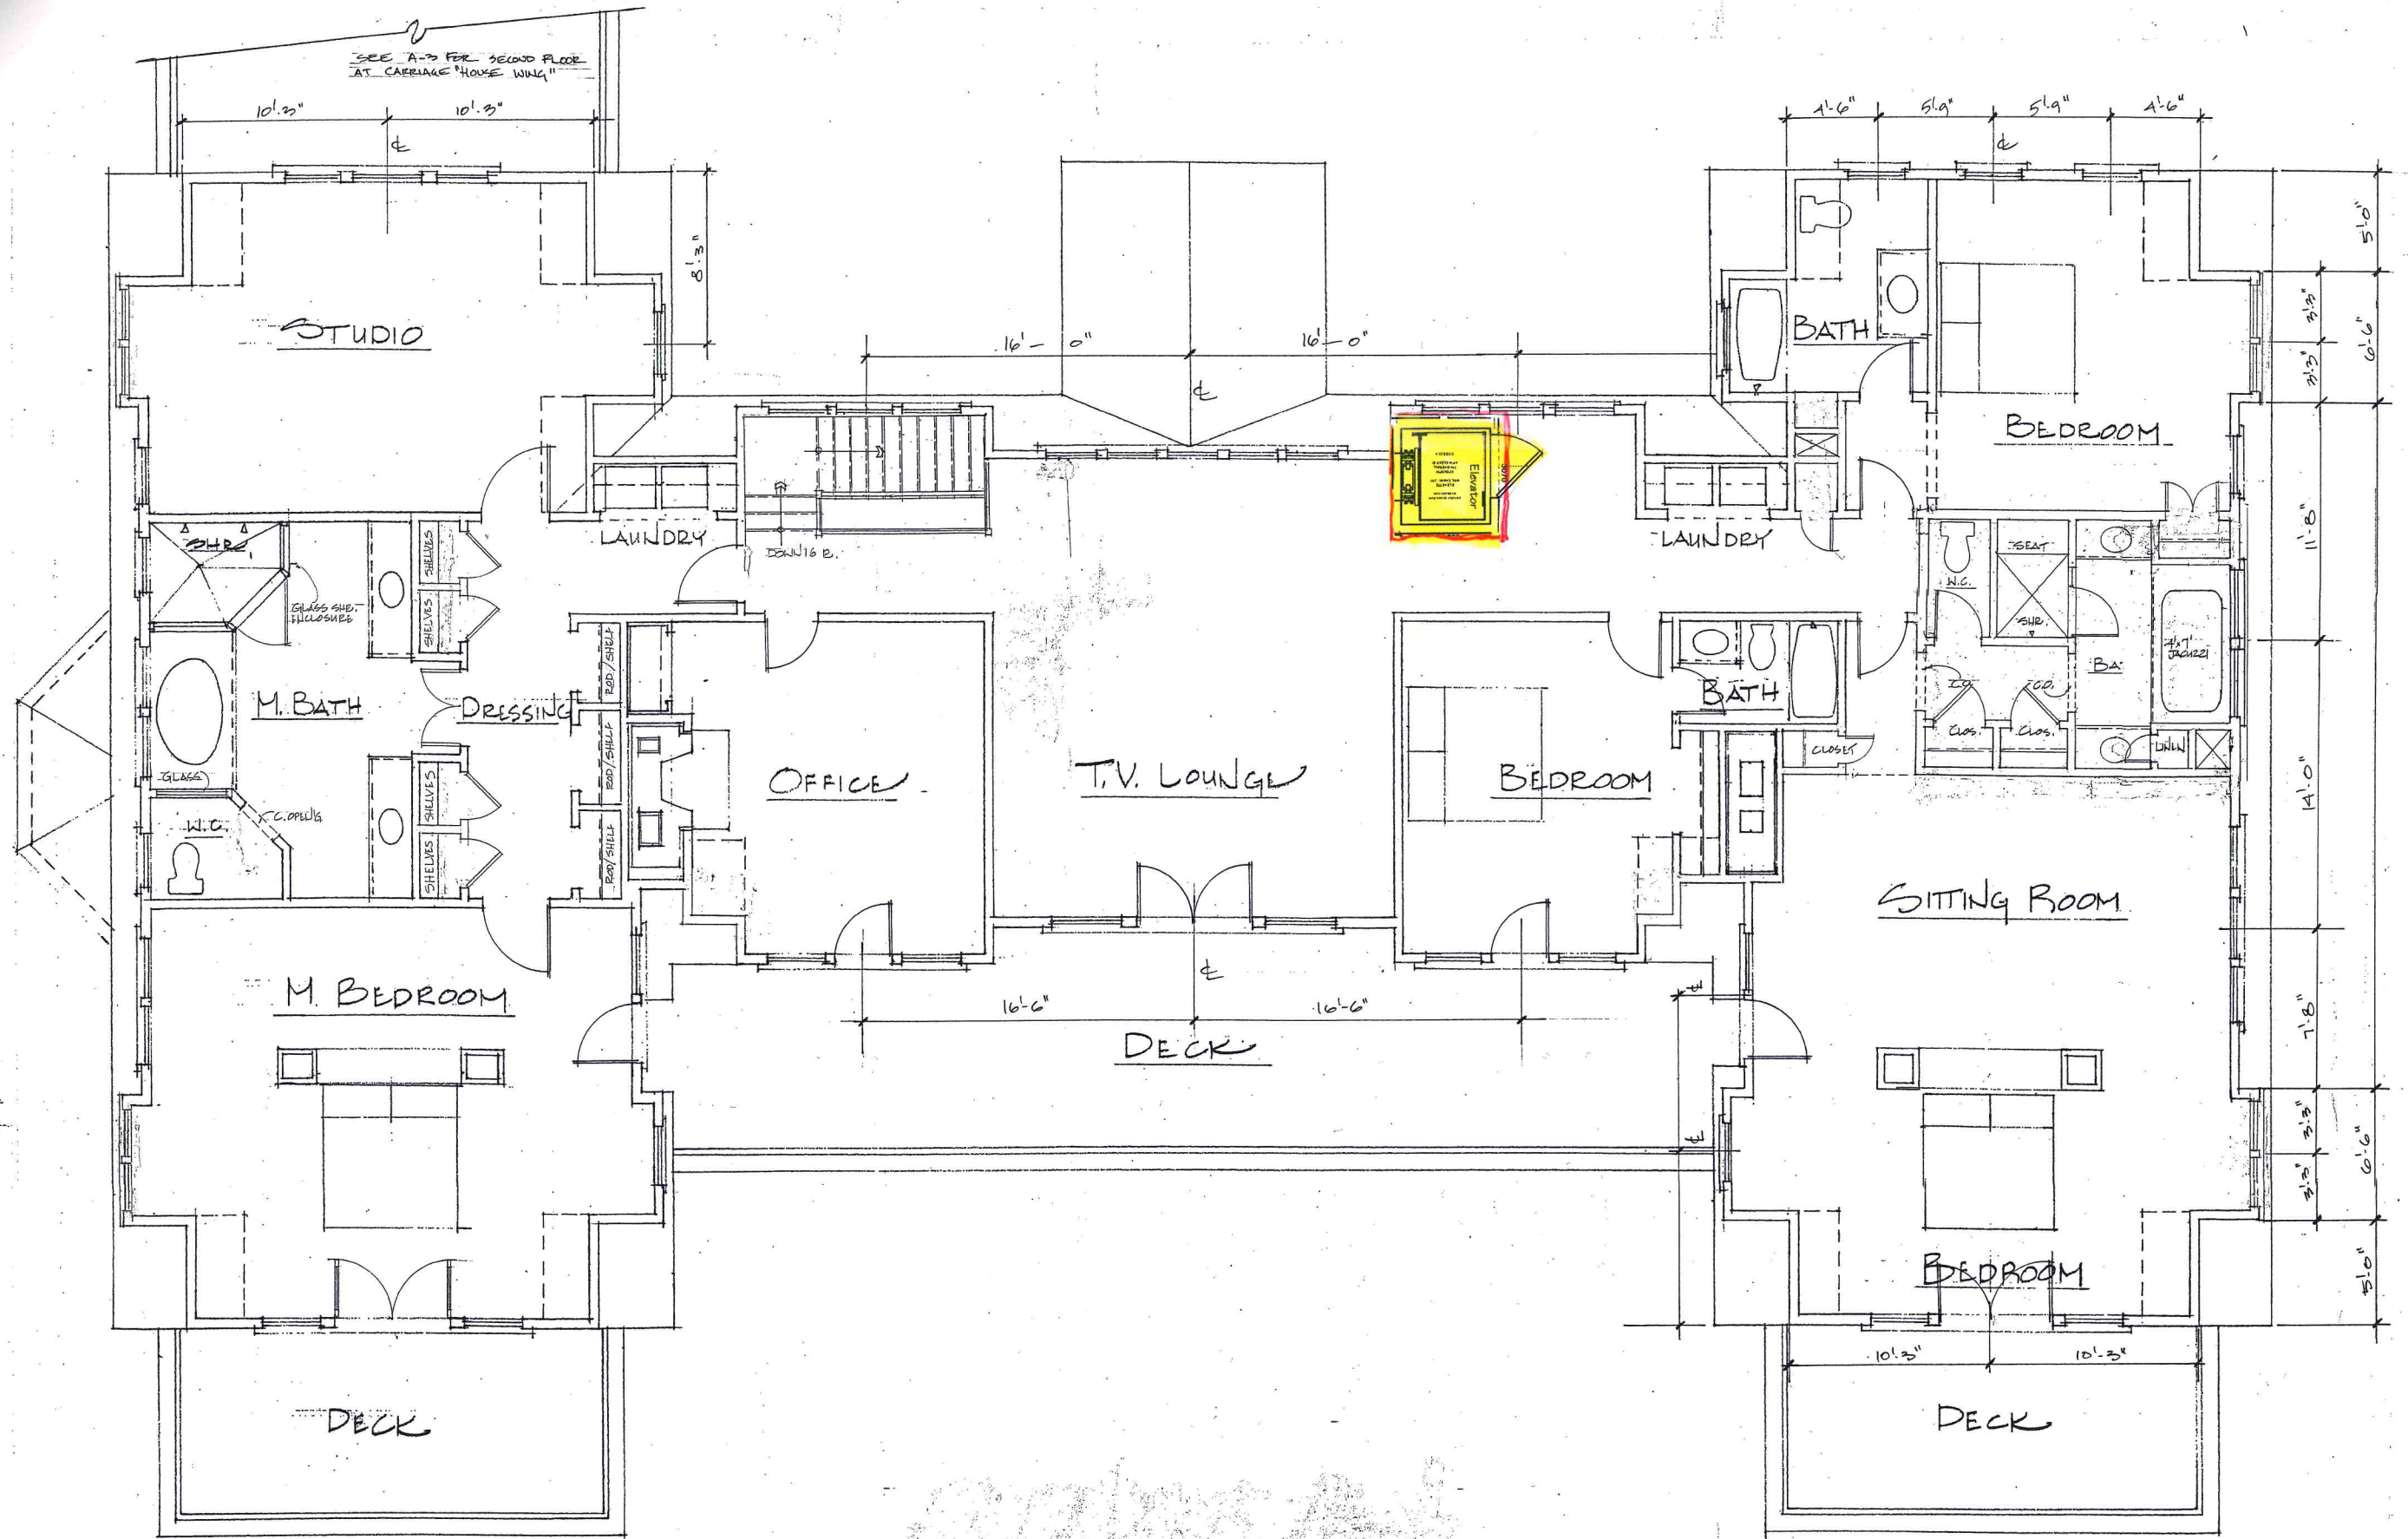 SEE A-3 FOR SECOND FLOOR
AT CARRIAGE "HOUSE WING"
10'-3"
10'-3"
4'-6"
5'-9"
5'-9"
4'-6"
8'-3"
5'-0"
STUDIO
16'-0"
16'-0"
BATH
3'-3"
3'-3"
6'-6"
BEDROOM
Elevator
3070
SHR.
SHELVES
SHELVES
LAUNDRY
DOWN 16 R.
LAUNDRY
11'-8"
GLASS SHR.
ENCLOSURE
W.C.
SEAT
SHR.
BA.
4'x7'
JACUZZI
M. BATH
DRESSING
ROD/SHELF
ROD/SHELF
ROD/SHELF
BATH
C.O.
CLOS.
CLOS.
LINEN
CLOSET
GLASS
C. OPEN'G
W.C.
SHELVES
SHELVES
OFFICE
T.V. LOUNGE
BEDROOM
14'-0"
SITTING ROOM
M. BEDROOM
16'-6"
16'-6"
DECK
7'-8"
3'-3"
3'-3"
6'-6"
BEDROOM
5'-0"
10'-3"
10'-3"
DECK
DECK